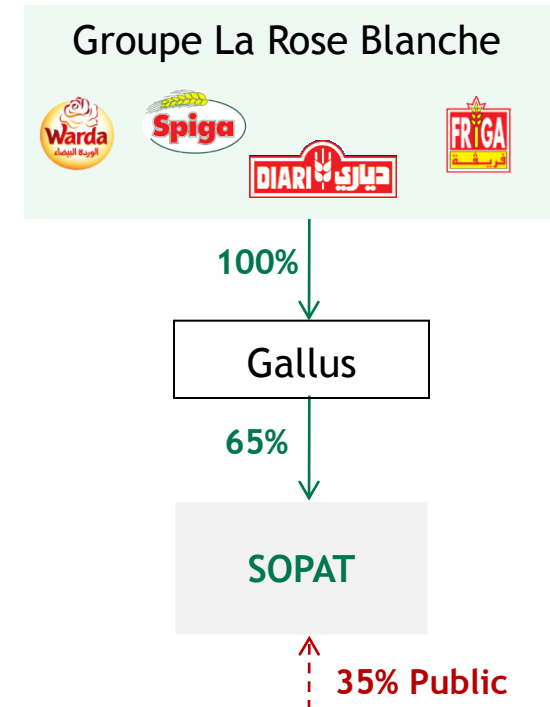 Groupe La Rose Blanche
Warda
الوردة البيضاء
Spiga
DIARI دياري
FRIGA
فريقة
100%
Gallus
65%
SOPAT
35% Public